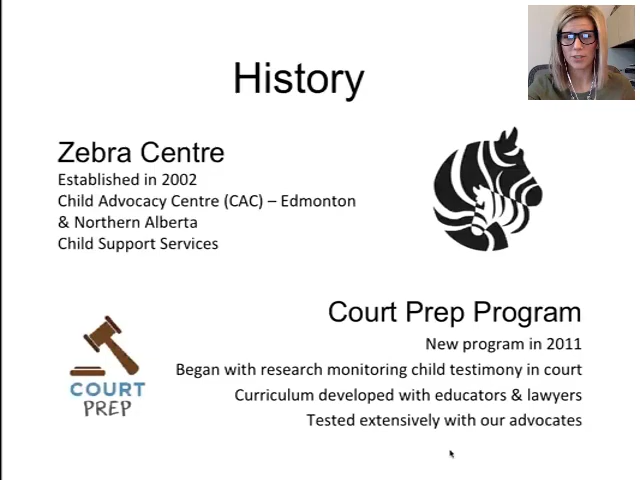 History
Zebra Centre
Established in 2002
Child Advocacy Centre (CAC) – Edmonton
& Northern Alberta
Child Support Services
Court Prep Program
New program in 2011
Began with research monitoring child testimony in court
Curriculum developed with educators & lawyers
Tested extensively with our advocates
COURT
PREP